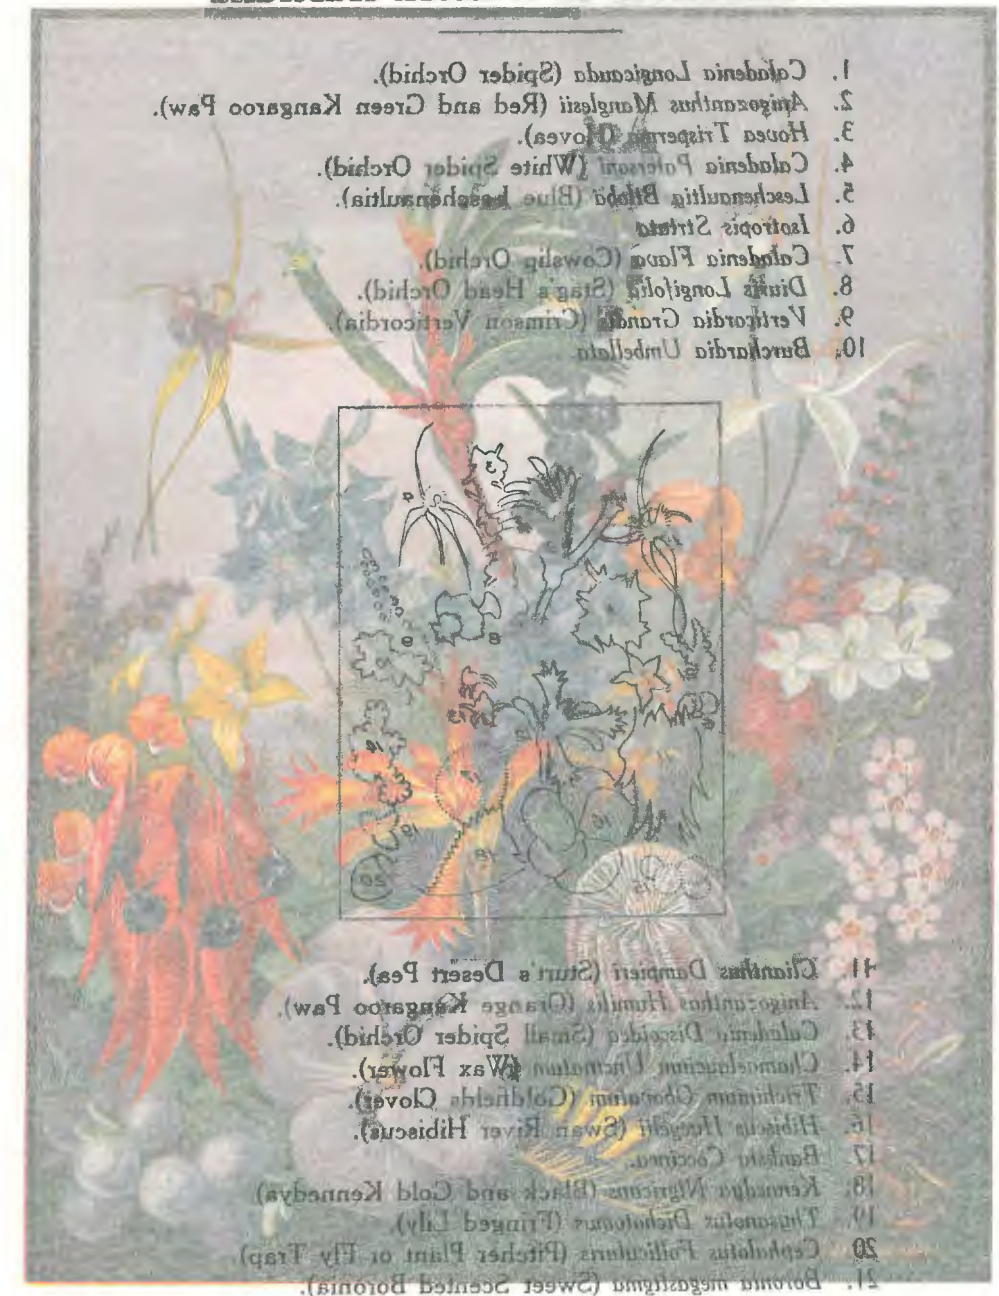 1. Caladenia Longicauda (Spider Orchid).
2. Anigozanthus Manglesii (Red and Green Kangaroo Paw).
3. Hovea Trisperma (Hovea).
4. Caladenia Patersoni (White Spider Orchid).
5. Leschenaultia Biloba (Blue Leschenaultia).
6. Isotropis Striata
7. Caladenia Flava (Cowslip Orchid).
8. Diuris Longifolia (Stag's Head Orchid).
9. Verticordia Grandis (Crimson Verticordia).
10. Burchardia Umbellata
8
9
16
20
11. Clianthus Dampieri (Sturt's Desert Pea).
12. Anigozanthus Humilis (Orange Kangaroo Paw).
13. Caladenia Discoidea (Small Spider Orchid).
14. Chamaelaucium Uncinatum (Wax Flower).
15. Trichinium Obovatum (Goldfields Clover).
16. Hibiscus Huegelii (Swan River Hibiscus).
17. Banksia Coccinea.
18. Kennedya Nigricans (Black and Gold Kennedya)
19. Thysanotus Dichotomus (Fringed Lily).
20. Cephalotus Follicularis (Pitcher Plant or Fly Trap).
21. Boronia megastigma (Sweet Scented Boronia).